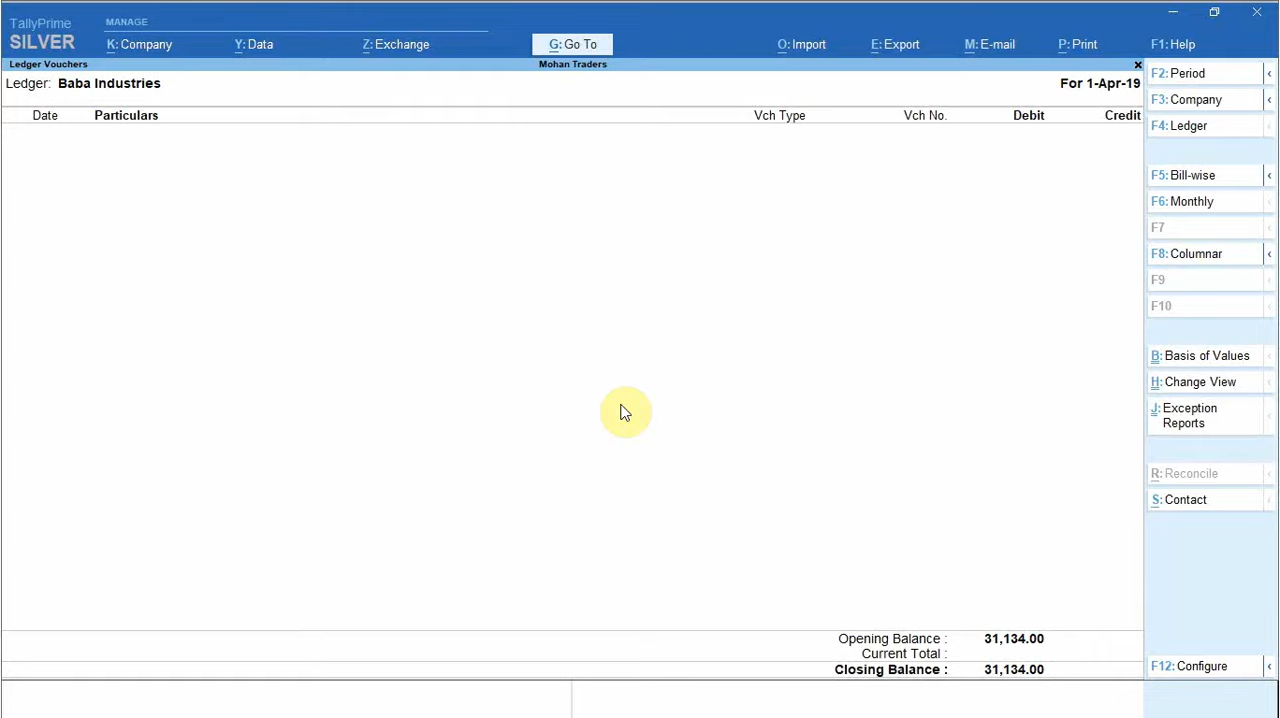 TallyPrime
SILVER
MANAGE
K: Company
Y: Data
Z: Exchange
G: Go To
O: Import
E: Export
M: E-mail
P: Print
F1: Help
Ledger Vouchers
Mohan Traders
Ledger: Baba Industries
For 1-Apr-19
Date Particulars Vch Type Vch No. Debit Credit
Opening Balance : 31,134.00
Current Total :
Closing Balance : 31,134.00
F2: Period
F3: Company
F4: Ledger
F5: Bill-wise
F6: Monthly
F7
F8: Columnar
F9
F10
B: Basis of Values
H: Change View
J: Exception
Reports
R: Reconcile
S: Contact
F12: Configure